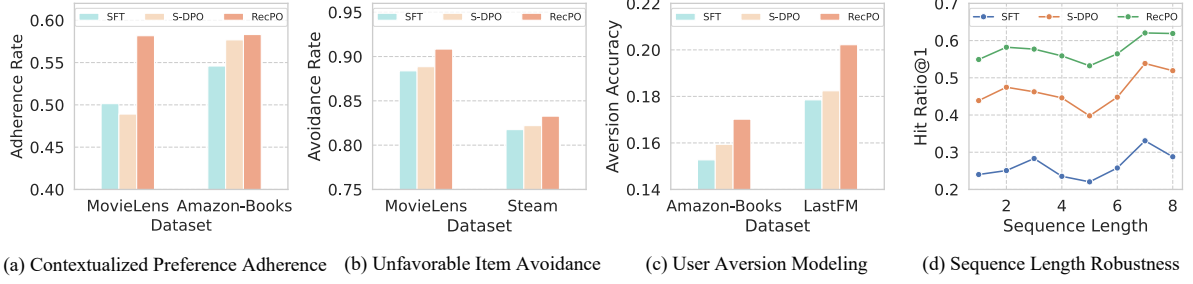 SFT S-DPO RecPO
Adherence Rate
0.60
0.55
0.50
0.45
0.40
MovieLens Amazon-Books
Dataset
(a) Contextualized Preference Adherence
SFT S-DPO RecPO
Avoidance Rate
0.95
0.90
0.85
0.80
0.75
MovieLens Steam
Dataset
(b) Unfavorable Item Avoidance
SFT S-DPO RecPO
Aversion Accuracy
0.22
0.20
0.18
0.16
0.14
Amazon-Books LastFM
Dataset
(c) User Aversion Modeling
SFT S-DPO RecPO
Hit Ratio@1
0.7
0.6
0.5
0.4
0.3
0.2
2 4 6 8
Sequence Length
(d) Sequence Length Robustness